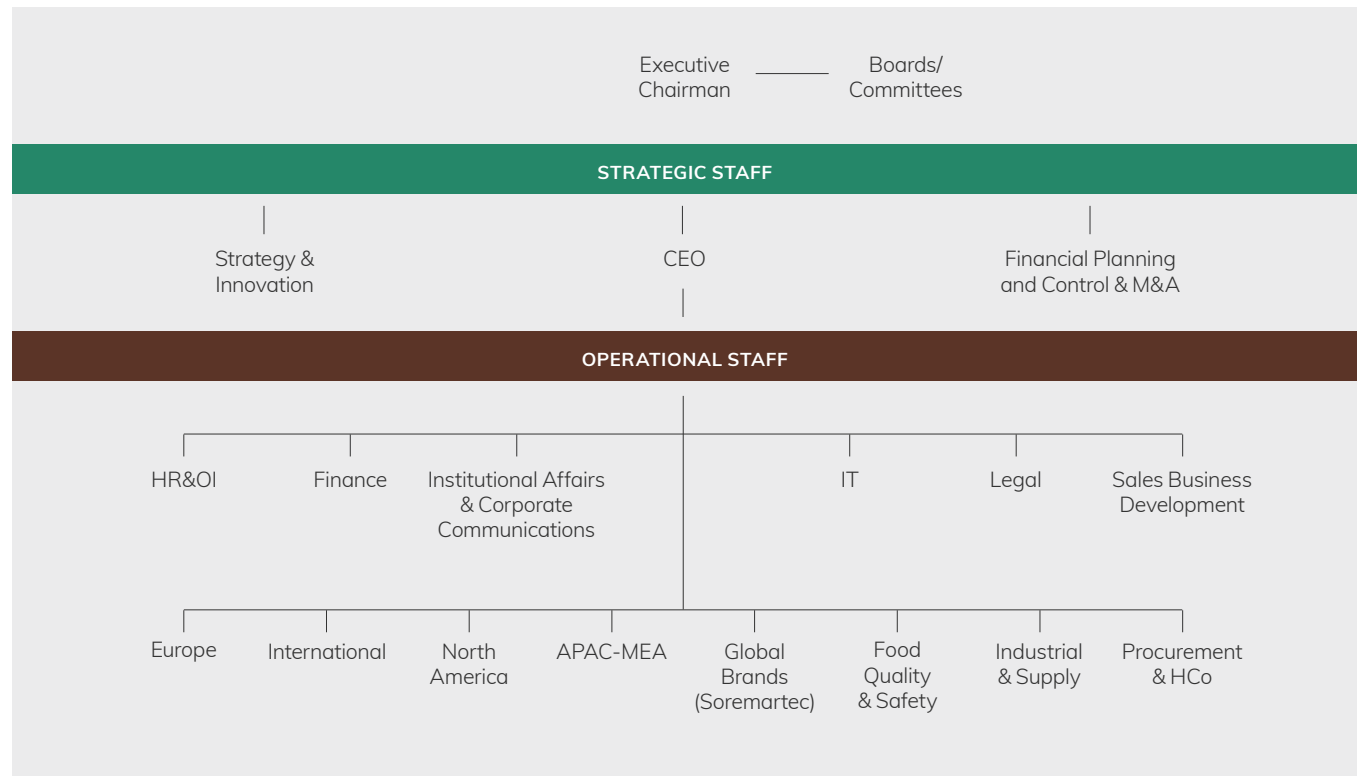 Executive
Chairman
Boards/
Committees
STRATEGIC STAFF
Strategy &
Innovation
CEO
Financial Planning
and Control & M&A
OPERATIONAL STAFF
HR&OI
Finance
Institutional Affairs
& Corporate
Communications
IT
Legal
Sales Business
Development
Europe
International
North
America
APAC-MEA
Global
Brands
(Soremartec)
Food
Quality
& Safety
Industrial
& Supply
Procurement
& HCo